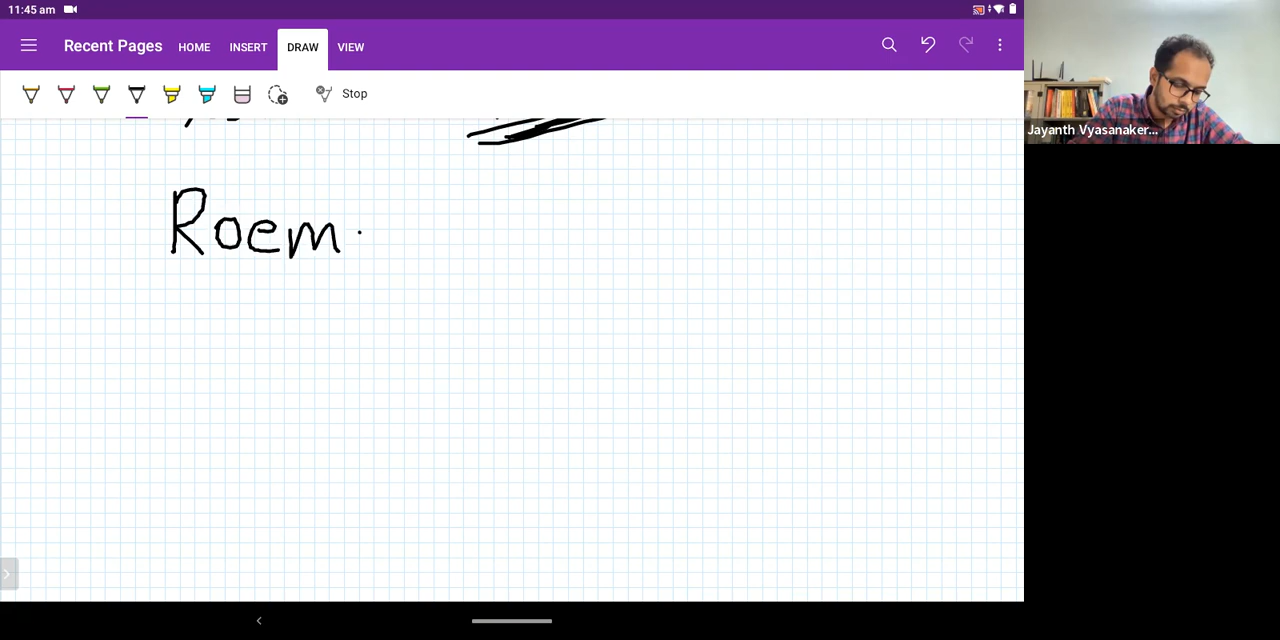 11:45 am
Recent Pages HOME INSERT DRAW VIEW
Stop
Jayanth Vyasanaker...
Roem